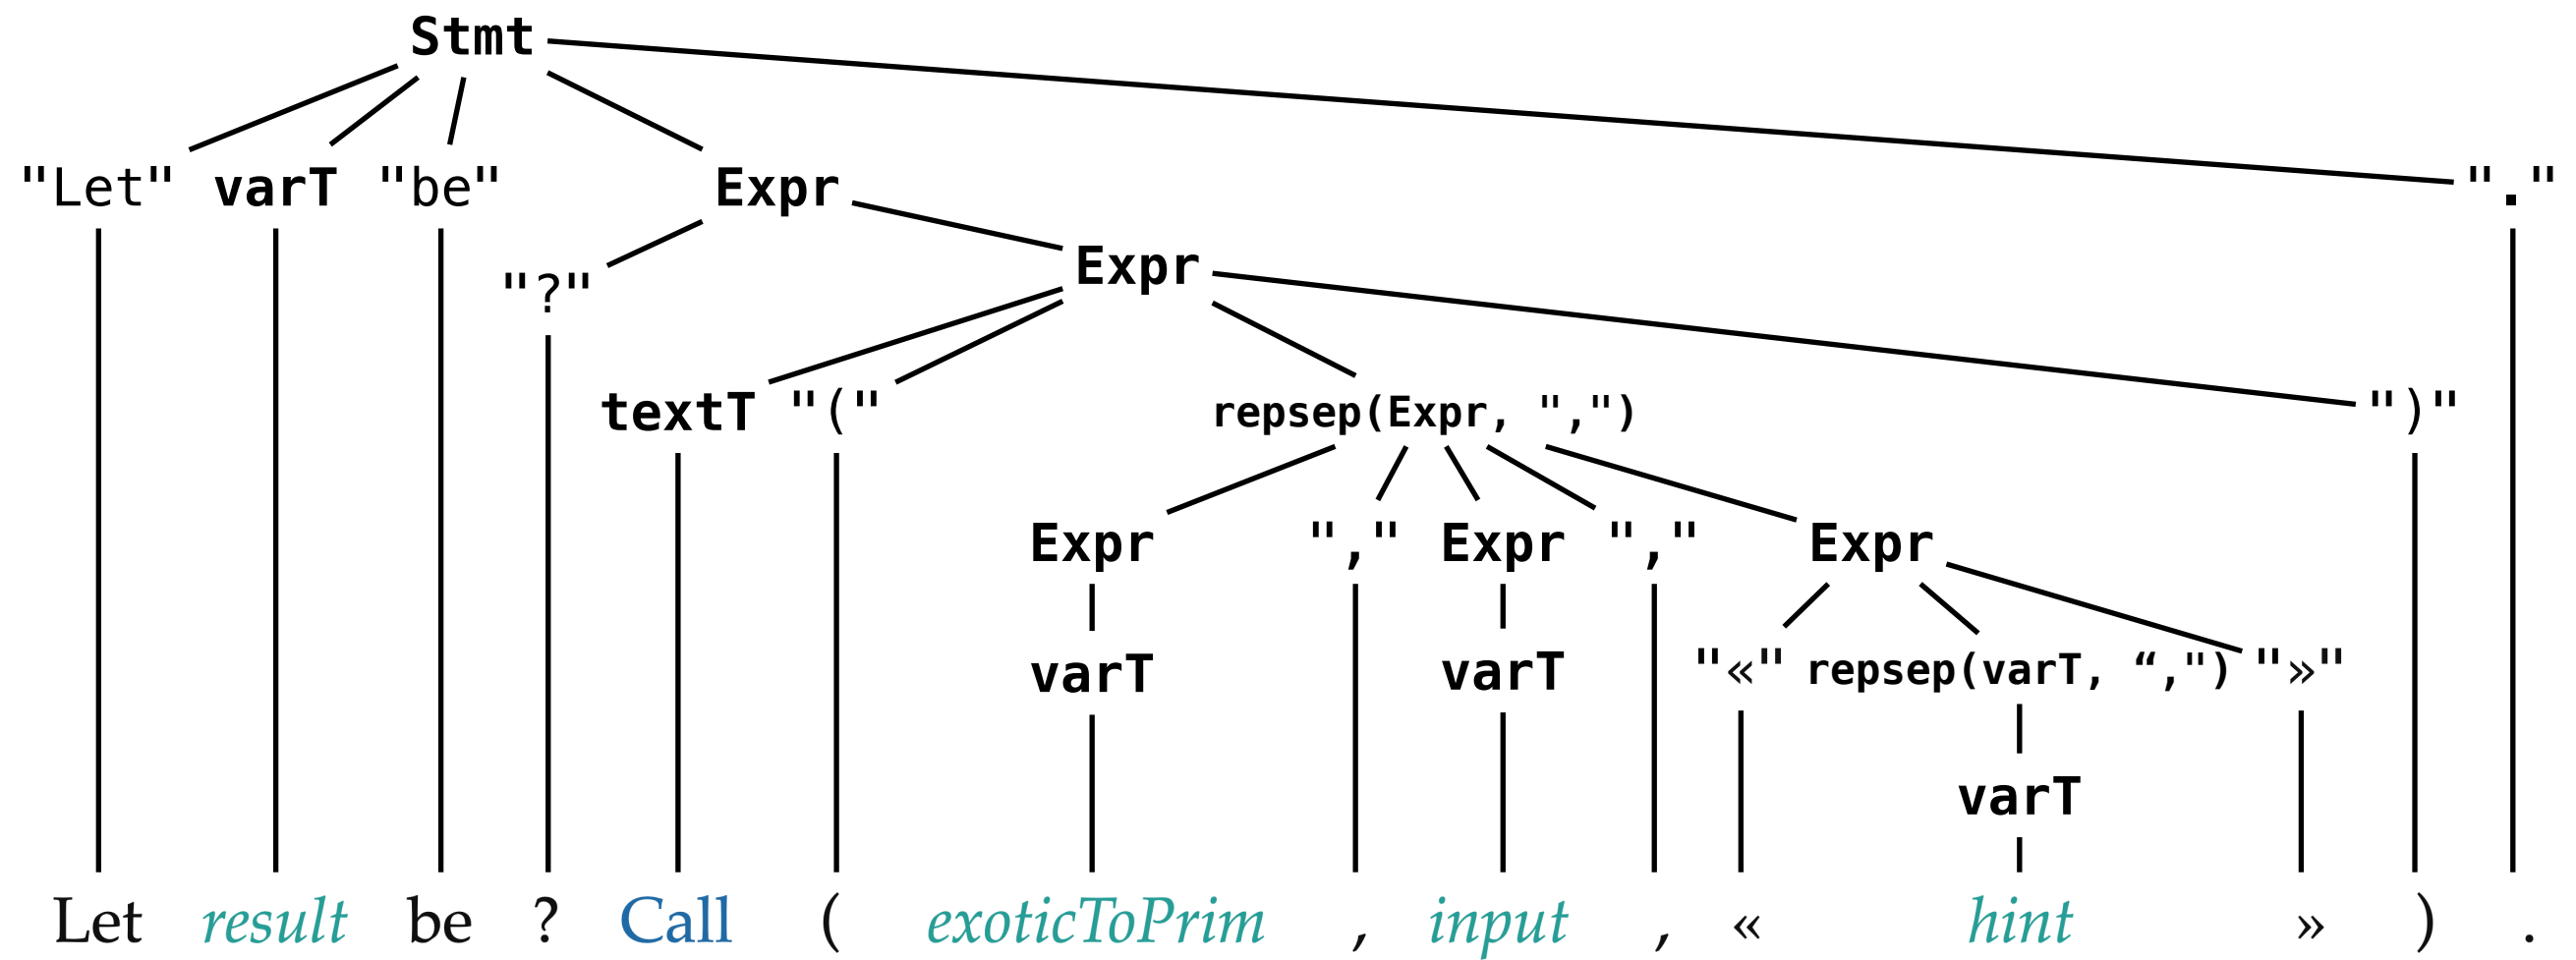 Stmt
"Let" varT "be" Expr "."
Expr
"?"
textT "(" repsep(Expr, ",") ")"
Expr "," Expr "," Expr
varT varT "«" repsep(varT, “,") "»"
varT
Let result be ? Call ( exoticToPrim , input , « hint » ) .